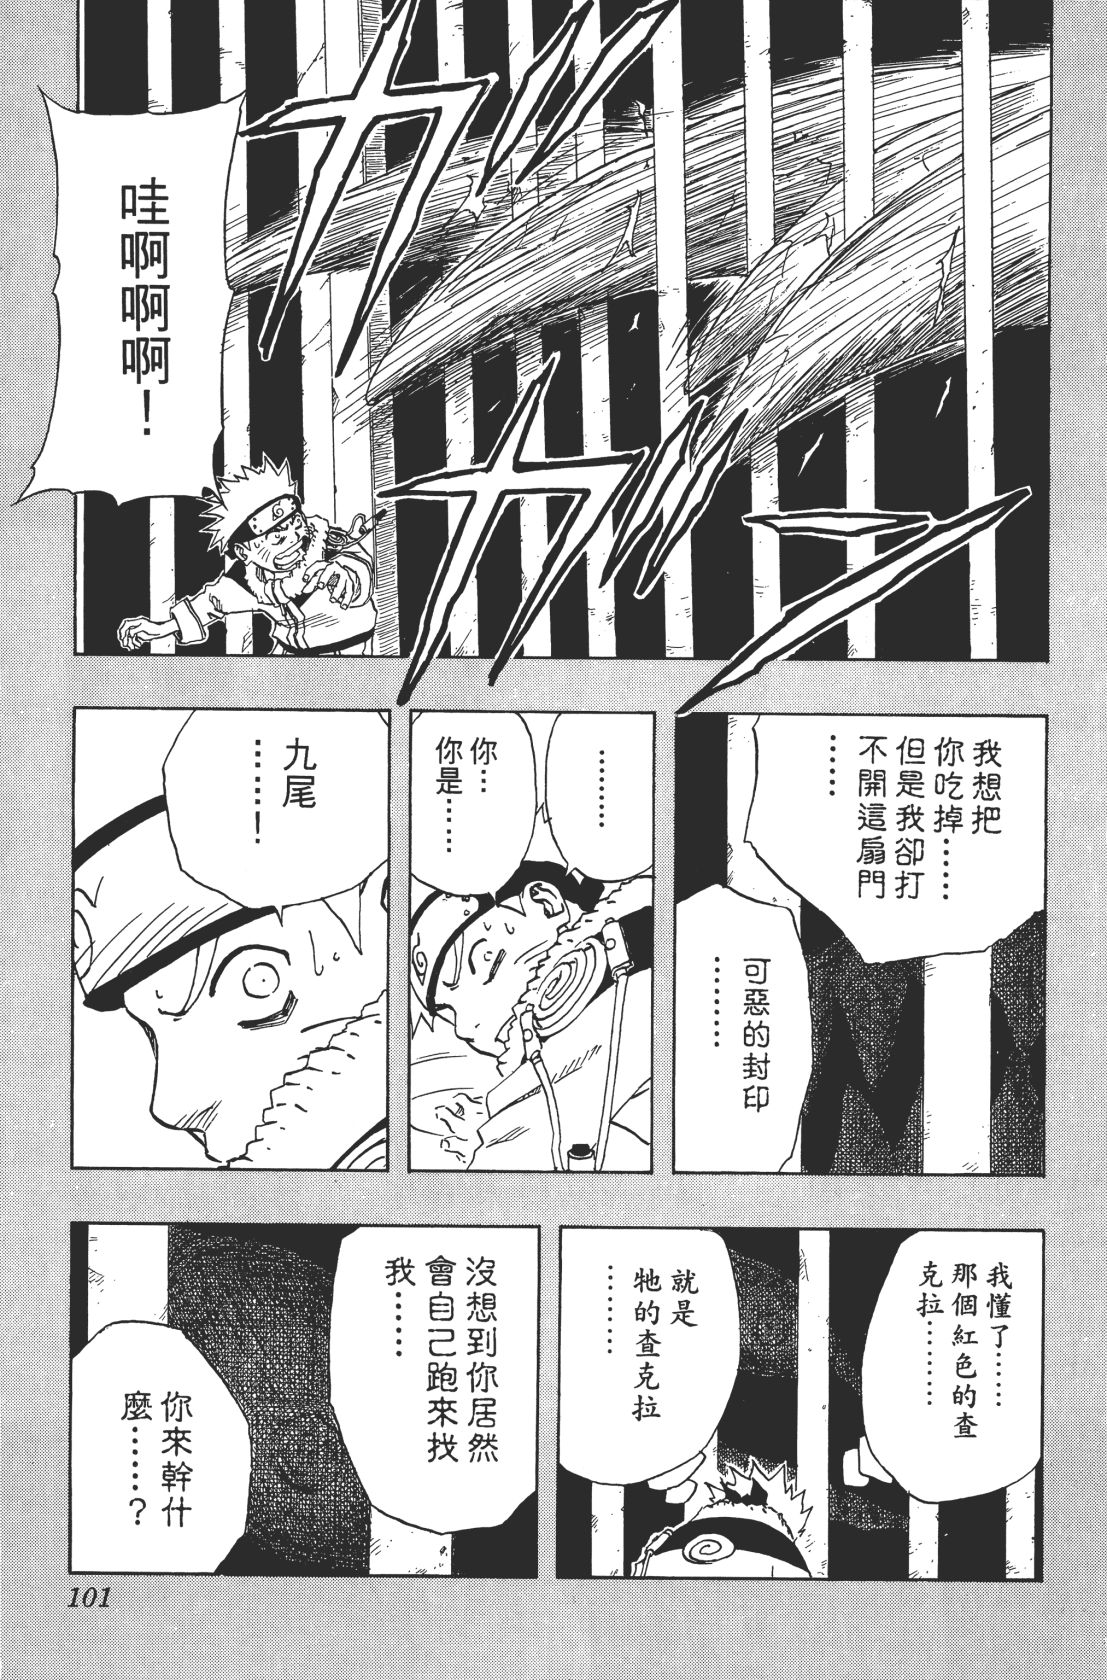 哇啊啊啊！
ガガッ
我想把
你吃掉……
但是我卻打
不開這扇門
……
可惡的封印
………
………
你…
你是……
九尾
……！
我懂了……
那個紅色的查
克拉………
就是
牠的查克拉
………
沒想到你居然
會自己跑來找
我……
你來幹什
麼……？
101